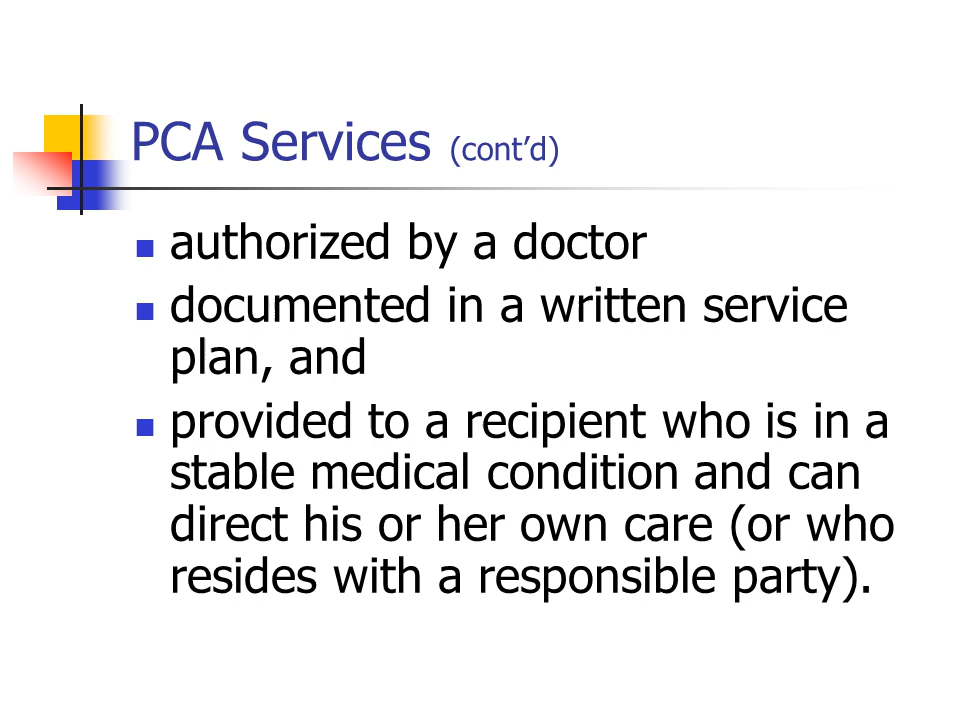 PCA Services (cont’d)
authorized by a doctor
documented in a written service
plan, and
provided to a recipient who is in a
stable medical condition and can
direct his or her own care (or who
resides with a responsible party).